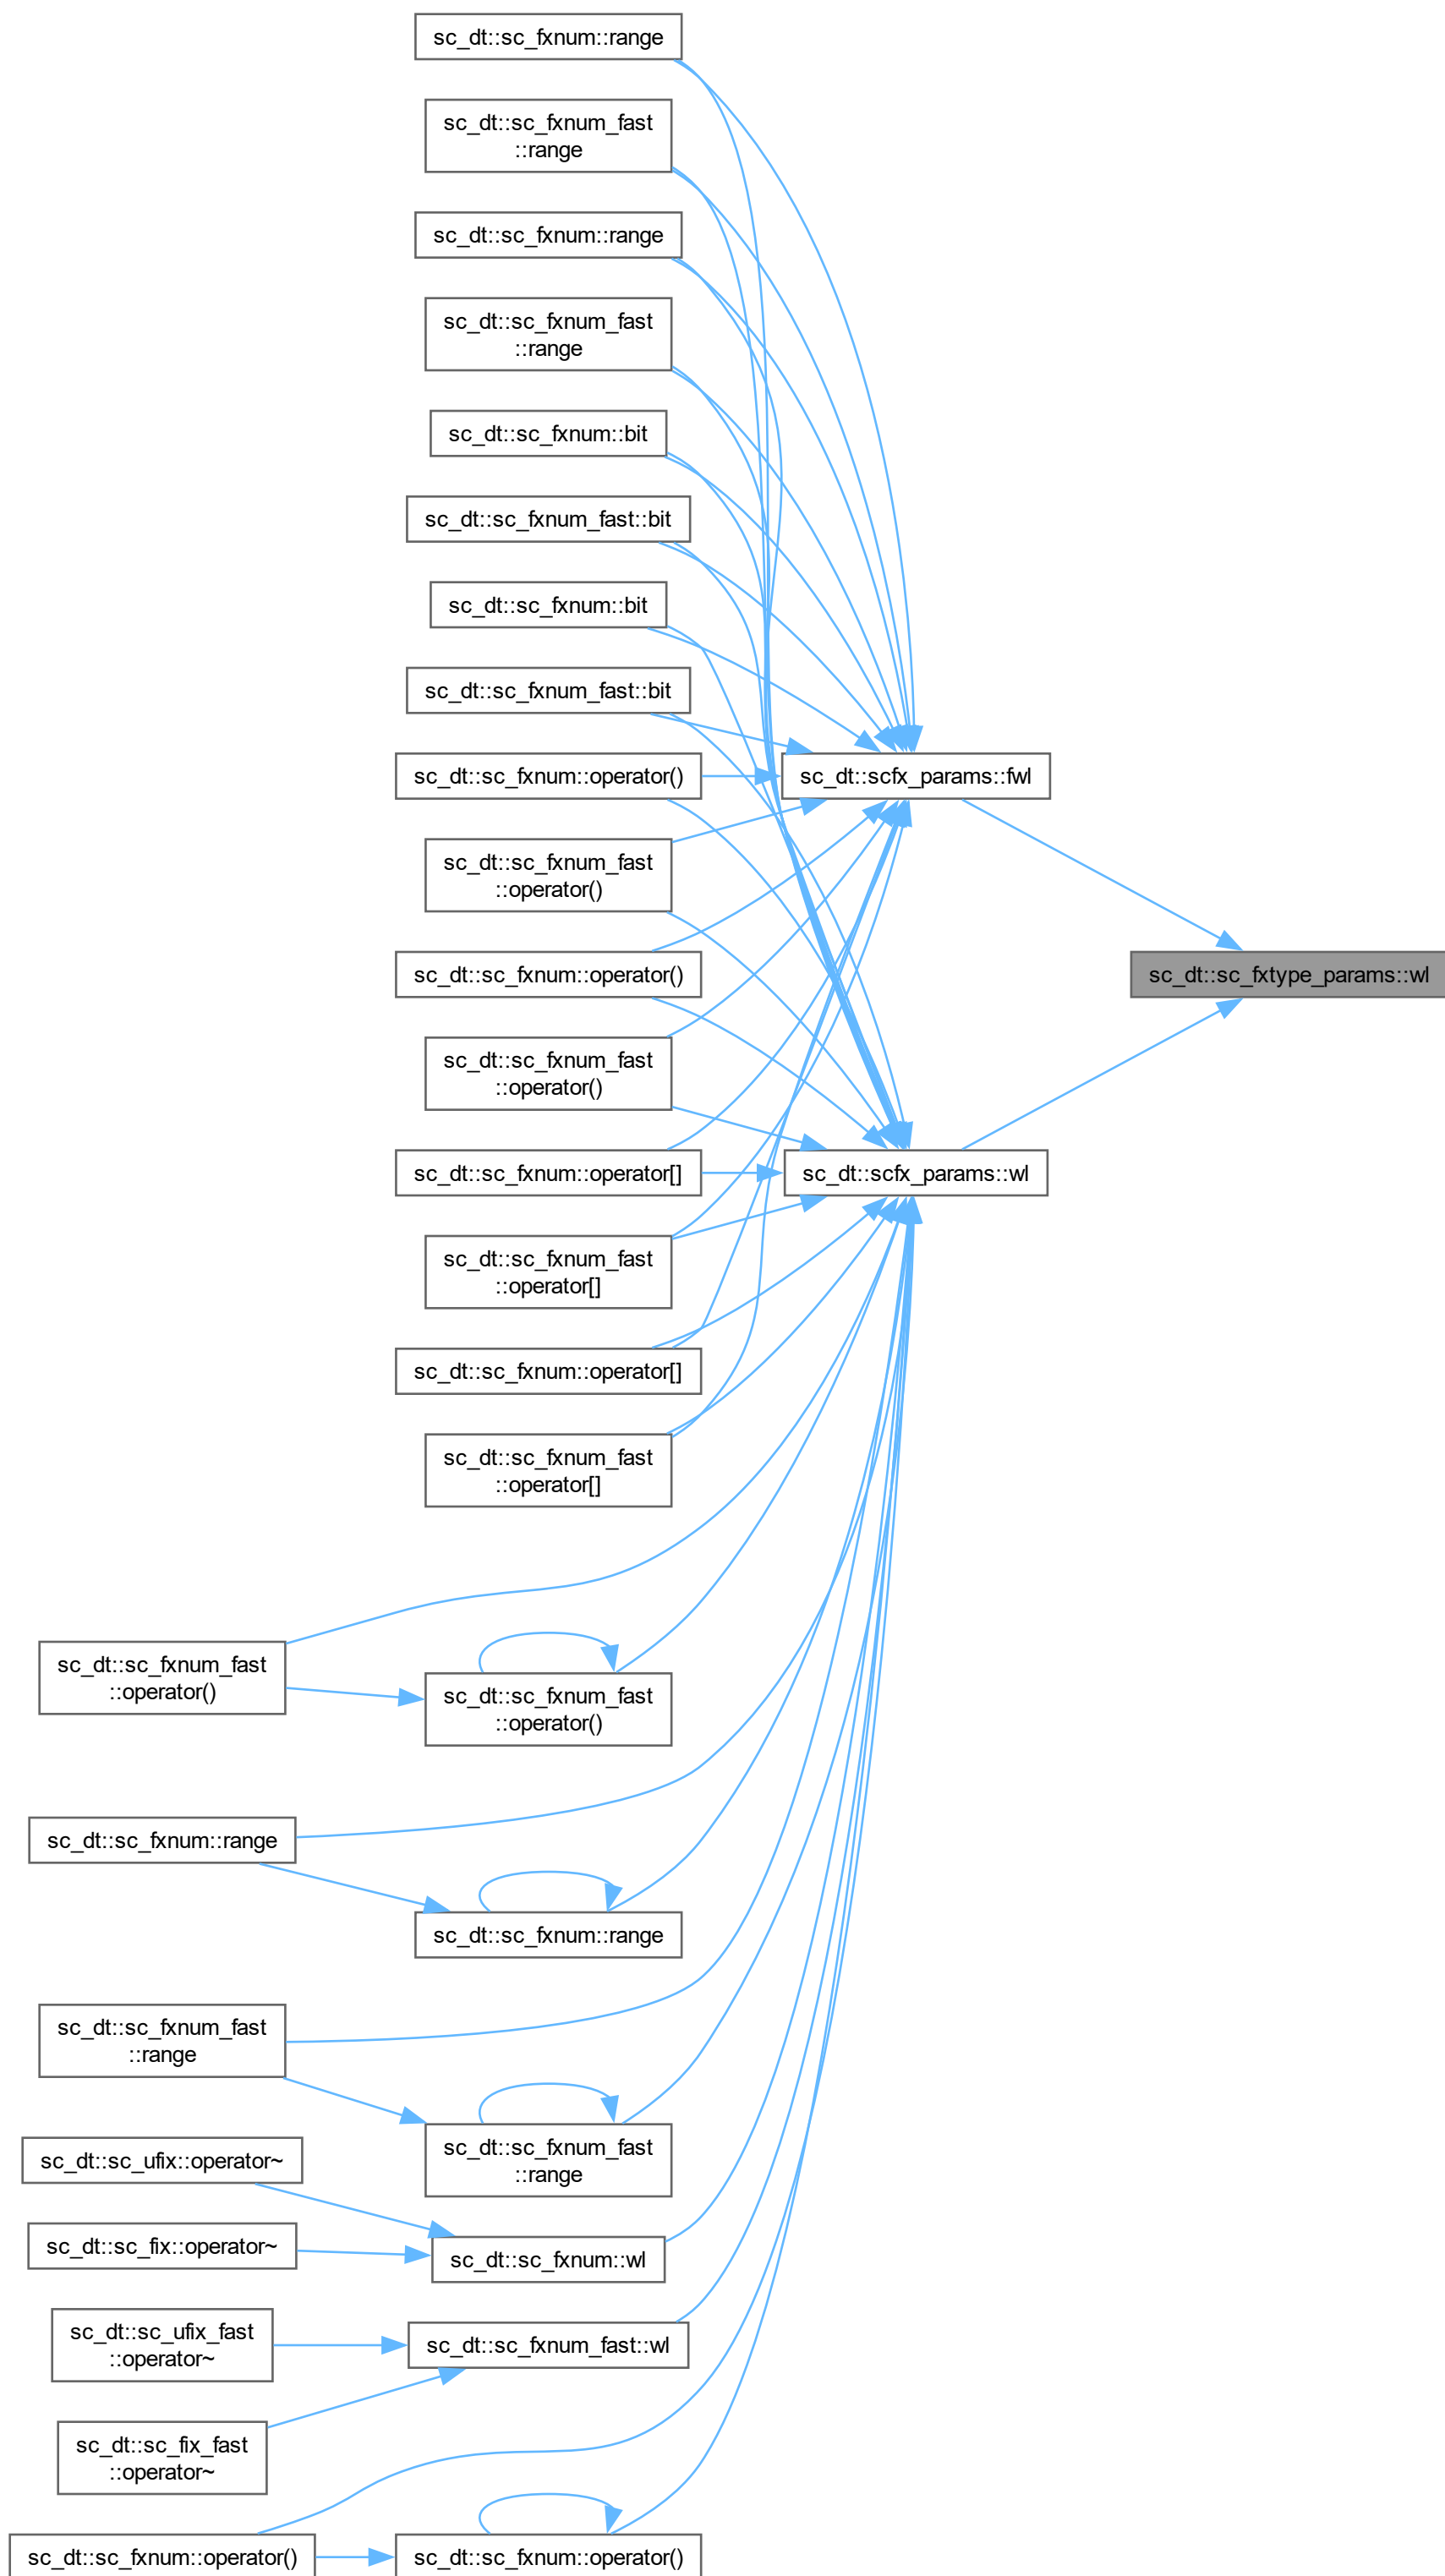 sc_dt::sc_fxnum::range
sc_dt::sc_fxnum_fast
::range
sc_dt::sc_fxnum::range
sc_dt::sc_fxnum_fast
::range
sc_dt::sc_fxnum::bit
sc_dt::sc_fxnum_fast::bit
sc_dt::sc_fxnum::bit
sc_dt::sc_fxnum_fast::bit
sc_dt::sc_fxnum::operator()
sc_dt::scfx_params::fwl
sc_dt::sc_fxnum_fast
::operator()
sc_dt::sc_fxnum::operator()
sc_dt::sc_fxtype_params::wl
sc_dt::sc_fxnum_fast
::operator()
sc_dt::sc_fxnum::operator[]
sc_dt::scfx_params::wl
sc_dt::sc_fxnum_fast
::operator[]
sc_dt::sc_fxnum::operator[]
sc_dt::sc_fxnum_fast
::operator[]
sc_dt::sc_fxnum_fast
::operator()
sc_dt::sc_fxnum_fast
::operator()
sc_dt::sc_fxnum::range
sc_dt::sc_fxnum::range
sc_dt::sc_fxnum_fast
::range
sc_dt::sc_fxnum_fast
::range
sc_dt::sc_ufix::operator~
sc_dt::sc_fix::operator~
sc_dt::sc_fxnum::wl
sc_dt::sc_ufix_fast
::operator~
sc_dt::sc_fxnum_fast::wl
sc_dt::sc_fix_fast
::operator~
sc_dt::sc_fxnum::operator()
sc_dt::sc_fxnum::operator()